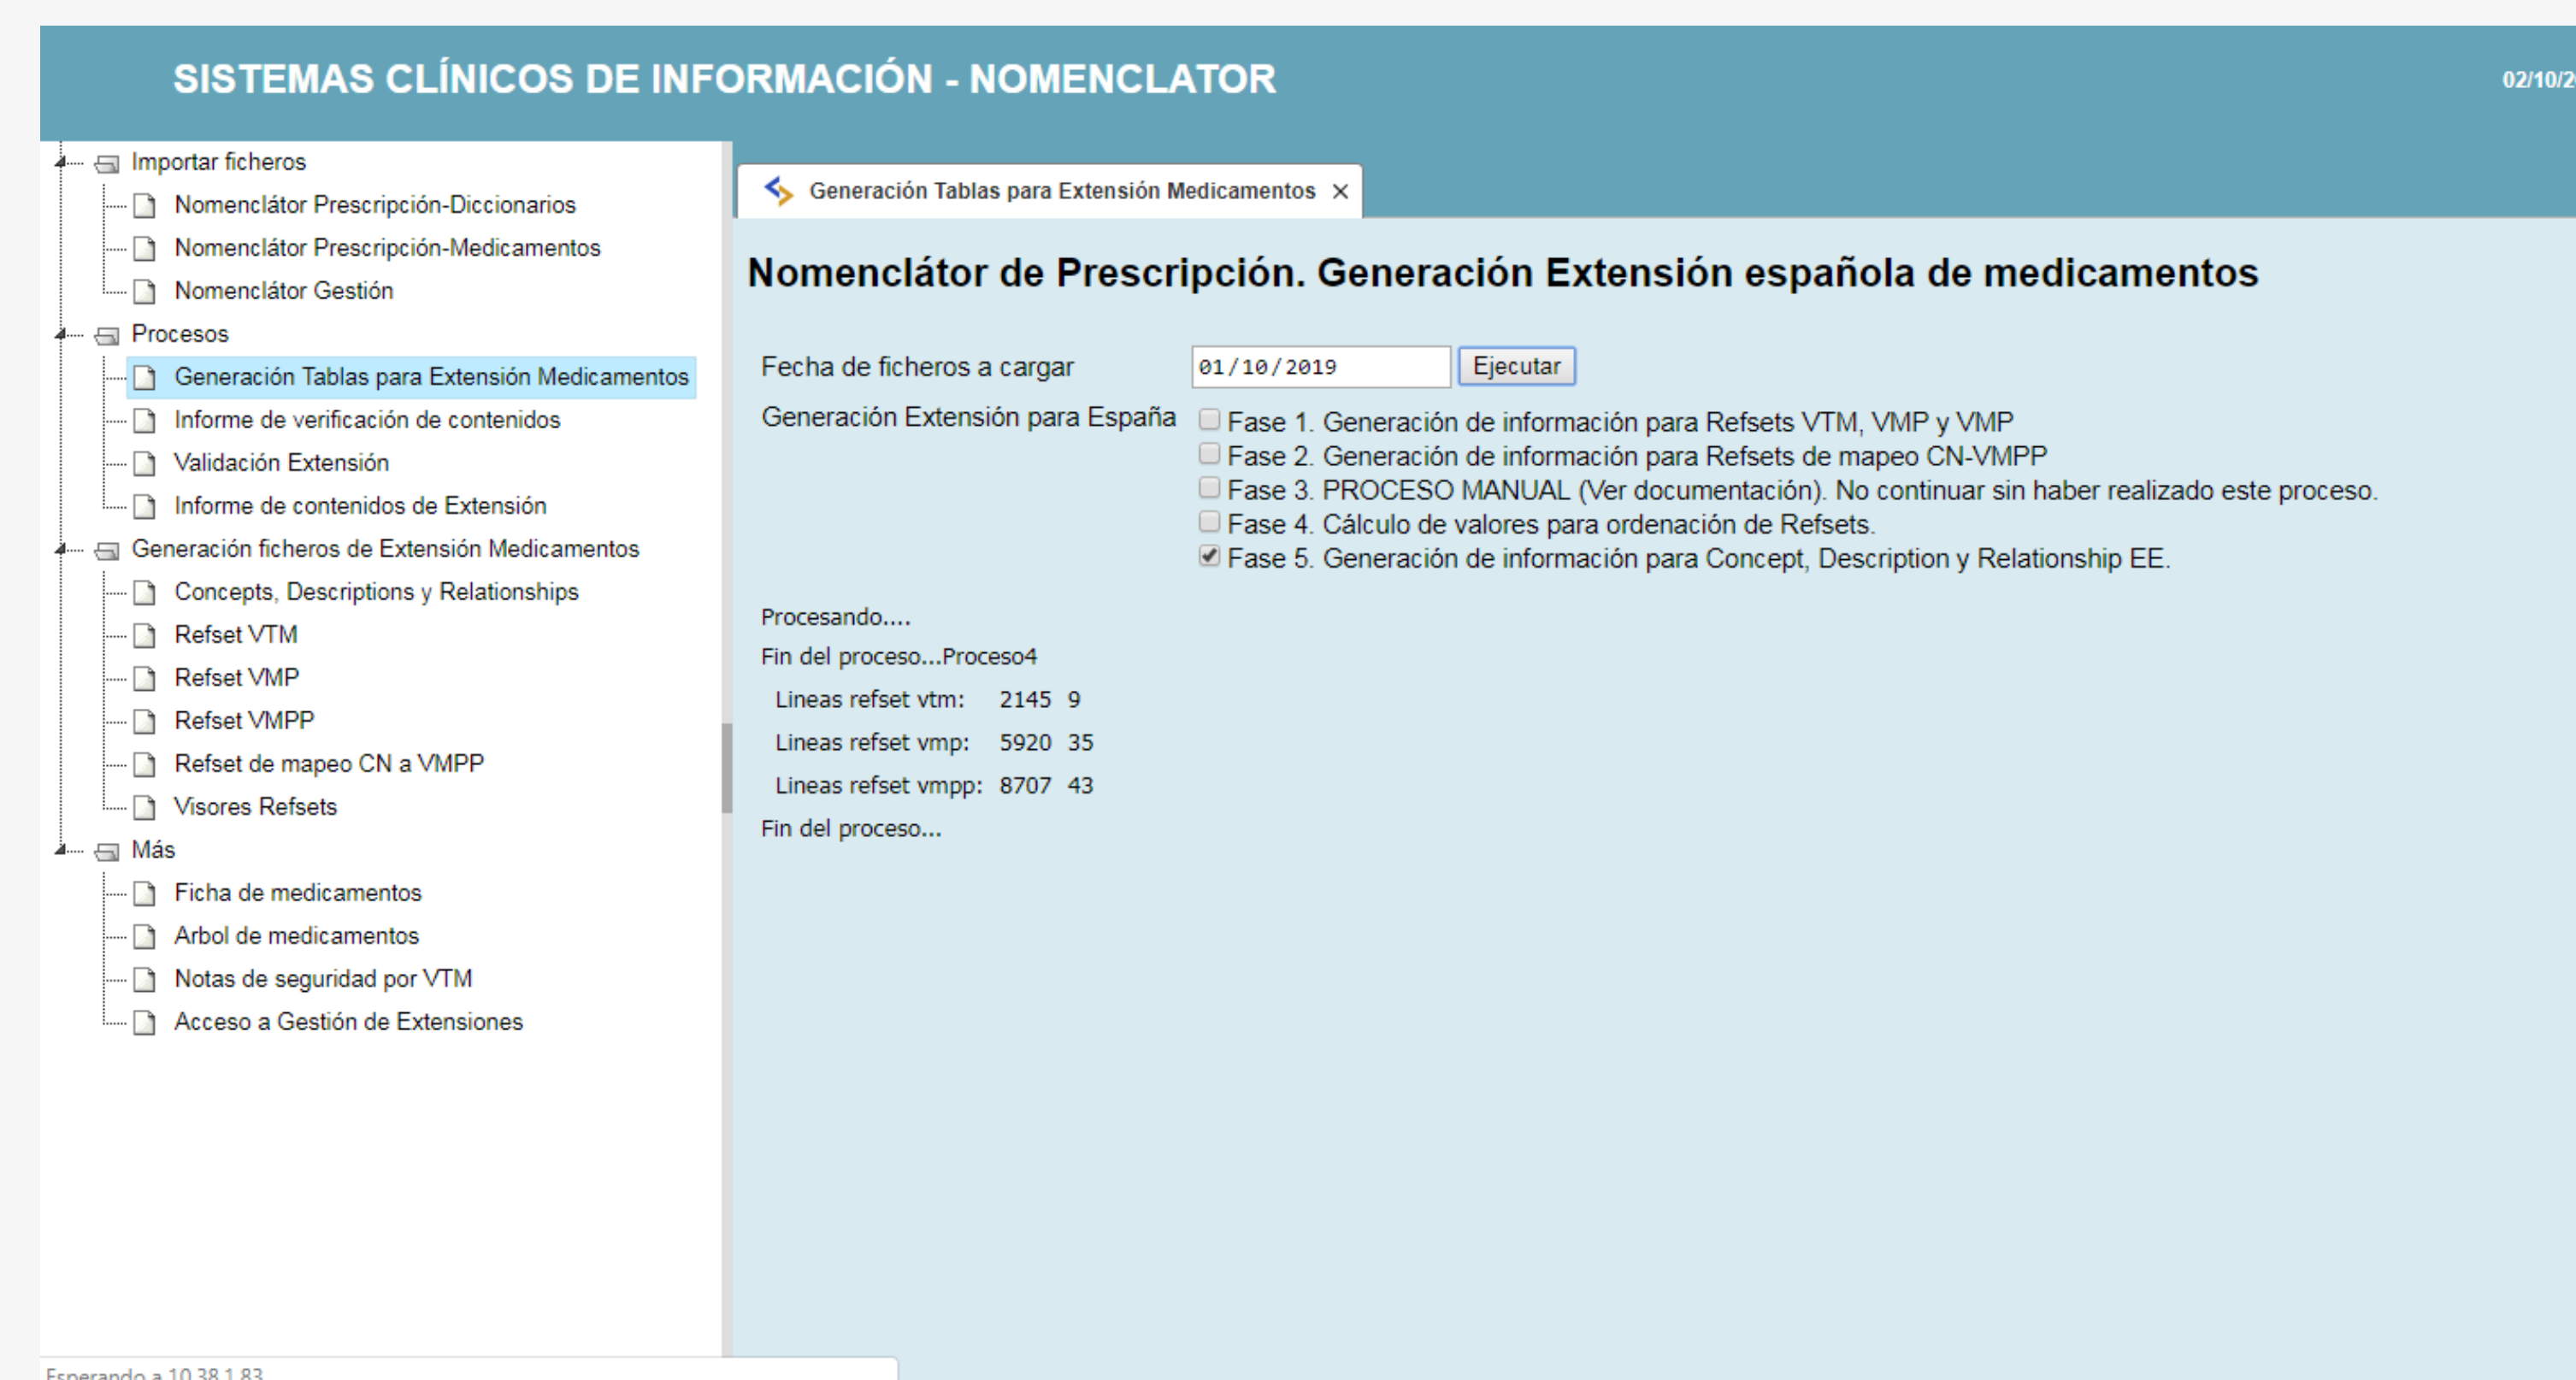 SISTEMAS CLÍNICOS DE INFORMACIÓN - NOMENCLATOR
Importar ficheros
Nomenclátor Prescripción-Diccionarios
Nomenclátor Prescripción-Medicamentos
Nomenclátor Gestión
Procesos
Generación Tablas para Extensión Medicamentos
Informe de verificación de contenidos
Validación Extensión
Informe de contenidos de Extensión
Generación ficheros de Extensión Medicamentos
Concepts, Descriptions y Relationships
Refset VTM
Refset VMP
Refset VMPP
Refset de mapeo CN a VMPP
Visores Refsets
Más
Ficha de medicamentos
Arbol de medicamentos
Notas de seguridad por VTM
Acceso a Gestión de Extensiones
Generación Tablas para Extensión Medicamentos
Nomenclátor de Prescripción. Generación Extensión española de medicamentos
Fecha de ficheros a cargar 01/10/2019 Ejecutar
Generación Extensión para España
Fase 1. Generación de información para Refsets VTM, VMP y VMP
Fase 2. Generación de información para Refsets de mapeo CN-VMPP
Fase 3. PROCESO MANUAL (Ver documentación). No continuar sin haber realizado este proceso.
Fase 4. Cálculo de valores para ordenación de Refsets.
Fase 5. Generación de información para Concept, Description y Relationship EE.
Procesando....
Fin del proceso...Proceso4
Lineas refset vtm: 2145 9
Lineas refset vmp: 5920 35
Lineas refset vmpp: 8707 43
Fin del proceso...
Esperando a 10.38.1.83